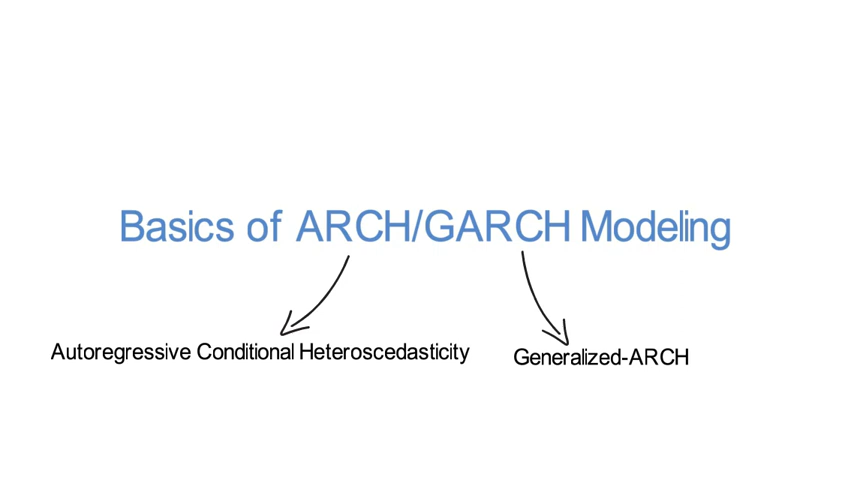 Basics of ARCH/GARCH Modeling
Autoregressive Conditional Heteroscedasticity
Generalized-ARCH